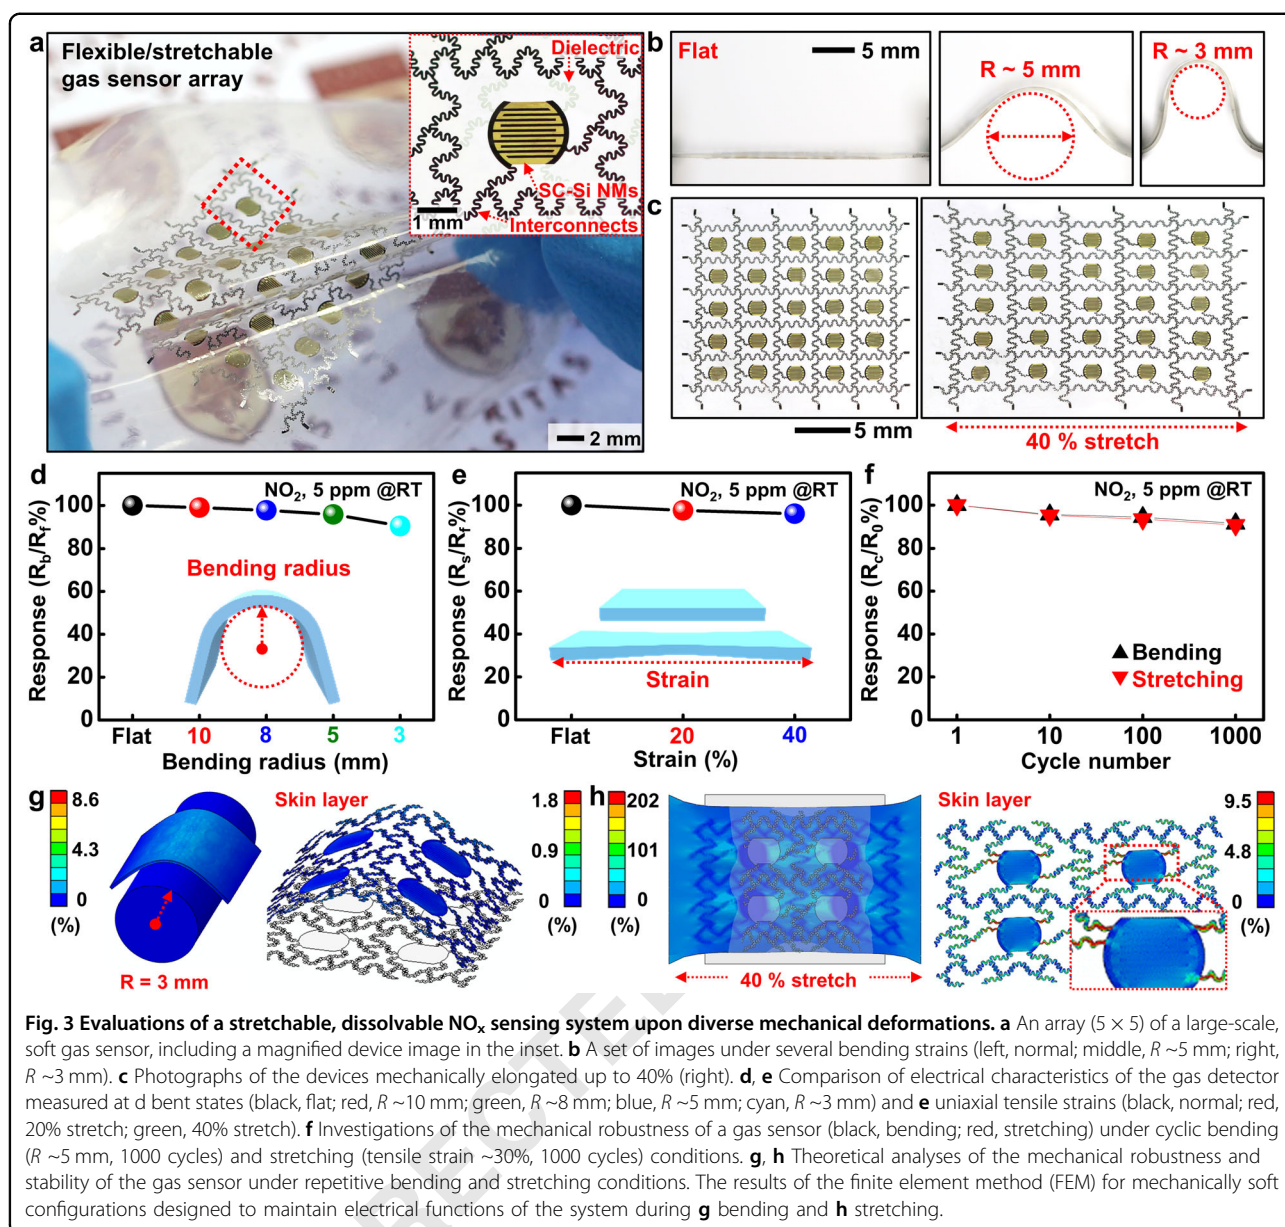 a
Flexible/stretchable
gas sensor array
Dielectric
SC-Si NMs
1 mm
Interconnects
VERITAS
2 mm
b
Flat
5 mm
R ~ 5 mm
R ~ 3 mm
c
5 mm
40 % stretch
d
NO₂, 5 ppm @RT
Response (R_b/R_f%)
100
80
60
40
20
0
Bending radius
Flat 10 8 5 3
Bending radius (mm)
e
NO₂, 5 ppm @RT
Response (R_s/R_f%)
100
80
60
40
20
0
Strain
Flat 20 40
Strain (%)
f
NO₂, 5 ppm @RT
Response (R_c/R_0%)
100
80
60
40
20
0
Bending
Stretching
1 10 100 1000
Cycle number
g
8.6
4.3
0
(%)
R = 3 mm
Skin layer
1.8
0.9
0
(%)
h
202
101
0
(%)
40 % stretch
Skin layer
9.5
4.8
0
(%)
RECTE
Fig. 3 Evaluations of a stretchable, dissolvable NOₓ sensing system upon diverse mechanical deformations. a An array (5 × 5) of a large-scale,
soft gas sensor, including a magnified device image in the inset. b A set of images under several bending strains (left, normal; middle, R ~5 mm; right,
R ~3 mm). c Photographs of the devices mechanically elongated up to 40% (right). d, e Comparison of electrical characteristics of the gas detector
measured at d bent states (black, flat; red, R ~10 mm; green, R ~8 mm; blue, R ~5 mm; cyan, R ~3 mm) and e uniaxial tensile strains (black, normal; red,
20% stretch; green, 40% stretch). f Investigations of the mechanical robustness of a gas sensor (black, bending; red, stretching) under cyclic bending
(R ~5 mm, 1000 cycles) and stretching (tensile strain ~30%, 1000 cycles) conditions. g, h Theoretical analyses of the mechanical robustness and
stability of the gas sensor under repetitive bending and stretching conditions. The results of the finite element method (FEM) for mechanically soft
configurations designed to maintain electrical functions of the system during g bending and h stretching.